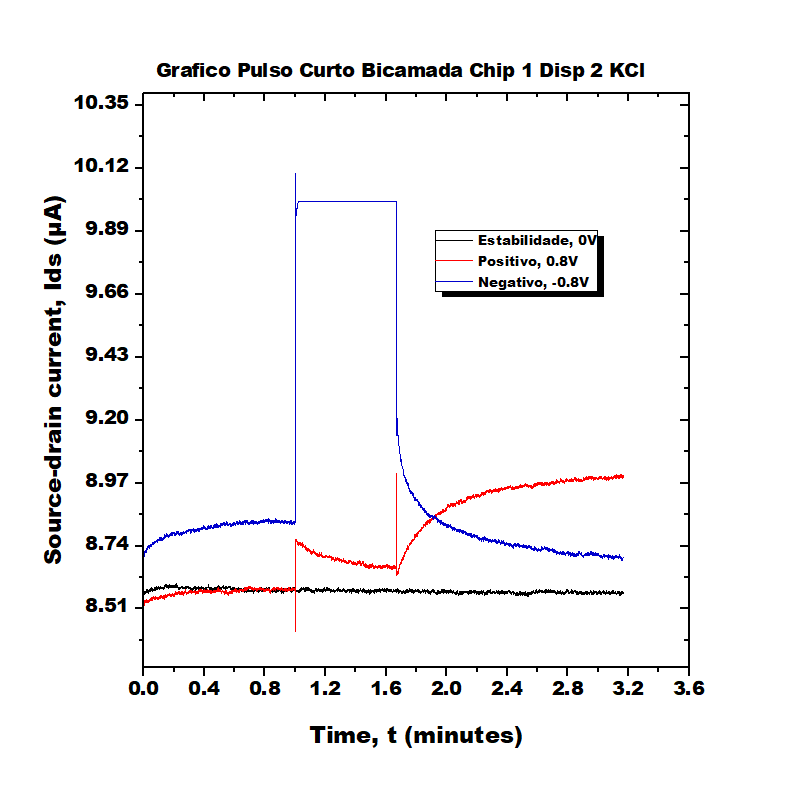 Grafico Pulso Curto Bicamada Chip 1 Disp 2 KCl
10.35
10.12
9.89
9.66
9.43
9.20
8.97
8.74
8.51
Source-drain current, Ids (µA)
Estabilidade, 0V
Positivo, 0.8V
Negativo, -0.8V
0.0 0.4 0.8 1.2 1.6 2.0 2.4 2.8 3.2 3.6
Time, t (minutes)